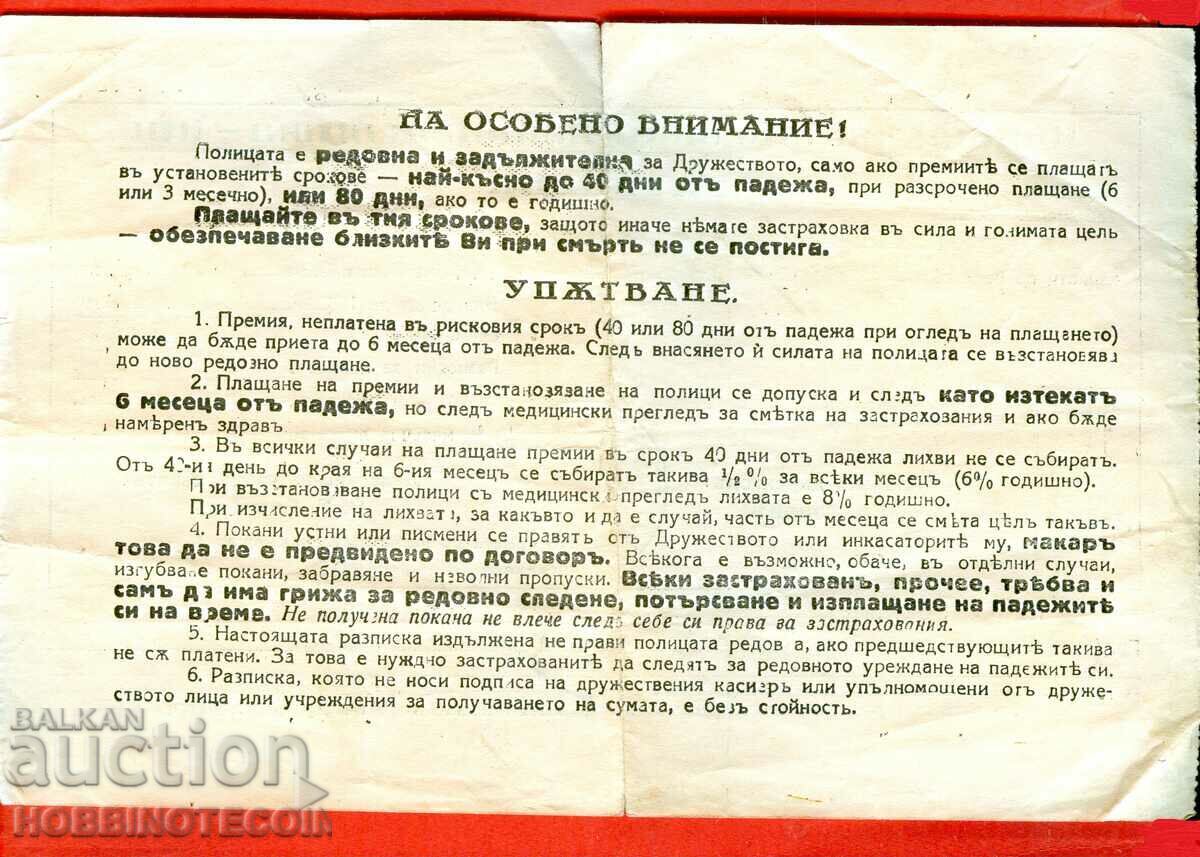 НА ОСОБЕНО ВНИМАНИЕ!
Полицата е редовна и задължителна за Дружеството, само ако премиитѣ се плащатъ
въ установенитѣ срокове — най-късно до 40 дни отъ падежа, при разсрочено плащане (6
или 3 месечно), или 80 дни, ако то е годишно.
Плащайте въ тия срокове, защото иначе нѣмаге застраховка въ сила и големата цель
— обезпечаване близкитѣ Ви при смърть не се постига.
УПѪТВАНЕ.
1. Премия, неплатена въ рисковия срокъ (40 или 80 дни отъ падежа при огледъ на плащането)
може да бѫде приета до 6 месеца отъ падежа. Следъ внасянето ѝ силата на полицата се възстановява
до ново редовно плащане.
2. Плащане на премии и възстановяване на полици се допуска и следъ като изтекатъ
6 месеца отъ падежа, но следъ медицински прегледъ за смѣтка на застрахования и ако бѫде
намѣренъ здравъ
3. Въ всички случаи на плащане премии въ срокъ 40 дни отъ падежа лихви не се събиратъ.
Отъ 40-ия день до края на 6-ия месецъ се събиратъ такива ½% за всѣки месецъ (6% годишно).
При възстановяване полици съ медицински прегледъ лихвата е 8% годишно.
При изчисление на лихвата, за какъвто и да е случай, часть отъ месеца се смѣта цѣлъ такъвъ.
4. Покани устни или писмени се правятъ отъ Дружеството или инкасаторитѣ му, макаръ
това да не е предвидено по договоръ. Всѣкога е възможно, обаче, въ отдѣлни случаи,
изгубване покани, забравяне и неволни пропуски. Всѣки застрахованъ, прочее, трѣбва и
самъ да има грижа за редовно следене, потърсване и изплащане на падежитѣ
си на време. Не получена покана не влече следъ себе си права за застрахования.
5. Настоящата разписка издължена не прави полицата редовна, ако предшедствующитѣ такива
не сѫ платени. За това е нуждно застрахованитѣ да следятъ за редовното уреждане на падежитѣ си.
6. Разписка, която не носи подписа на дружествения касиеръ или упълномощени отъ друже-
ството лица или учреждения за получаването на сумата, е безъ стойность.
BALKAN
auction
HOBBINOTECOIN